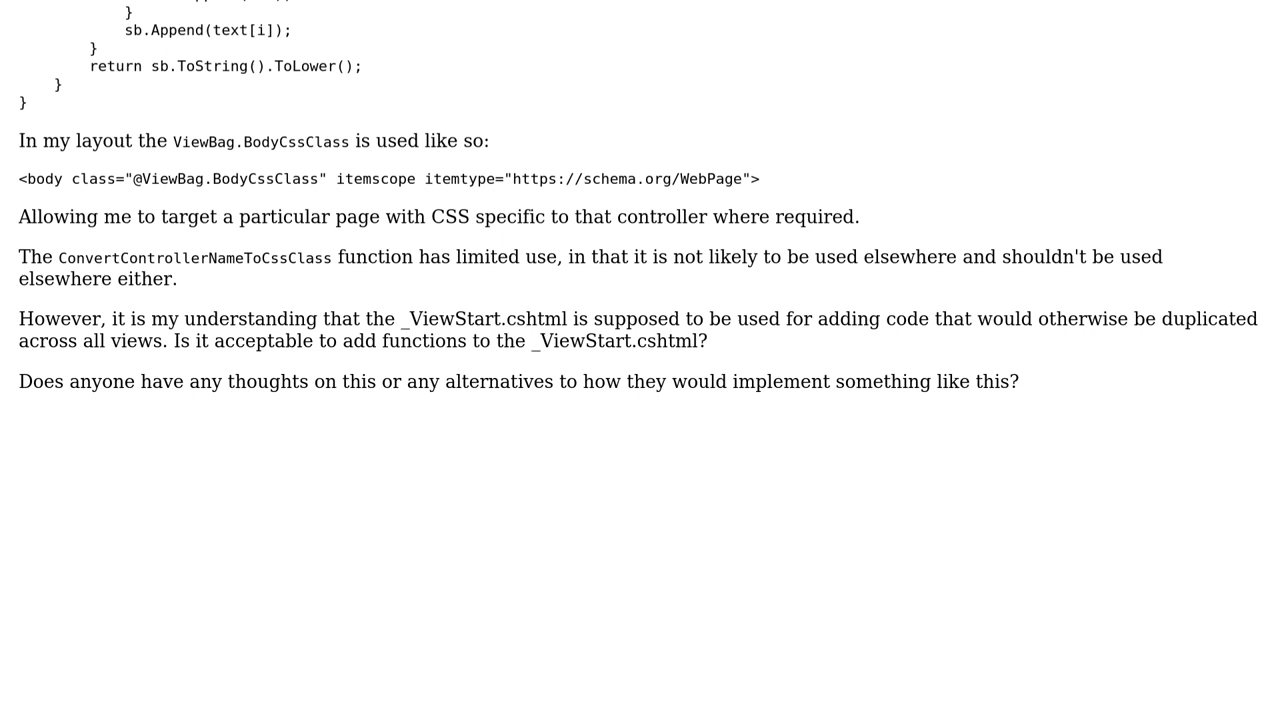 }
sb.Append(text[i]);
}
return sb.ToString().ToLower();
}
}
In my layout the ViewBag.BodyCssClass is used like so:
<body class="@ViewBag.BodyCssClass" itemscope itemtype="https://schema.org/WebPage">
Allowing me to target a particular page with CSS specific to that controller where required.
The ConvertControllerNameToCssClass function has limited use, in that it is not likely to be used elsewhere and shouldn't be used
elsewhere either.
However, it is my understanding that the _ViewStart.cshtml is supposed to be used for adding code that would otherwise be duplicated
across all views. Is it acceptable to add functions to the _ViewStart.cshtml?
Does anyone have any thoughts on this or any alternatives to how they would implement something like this?